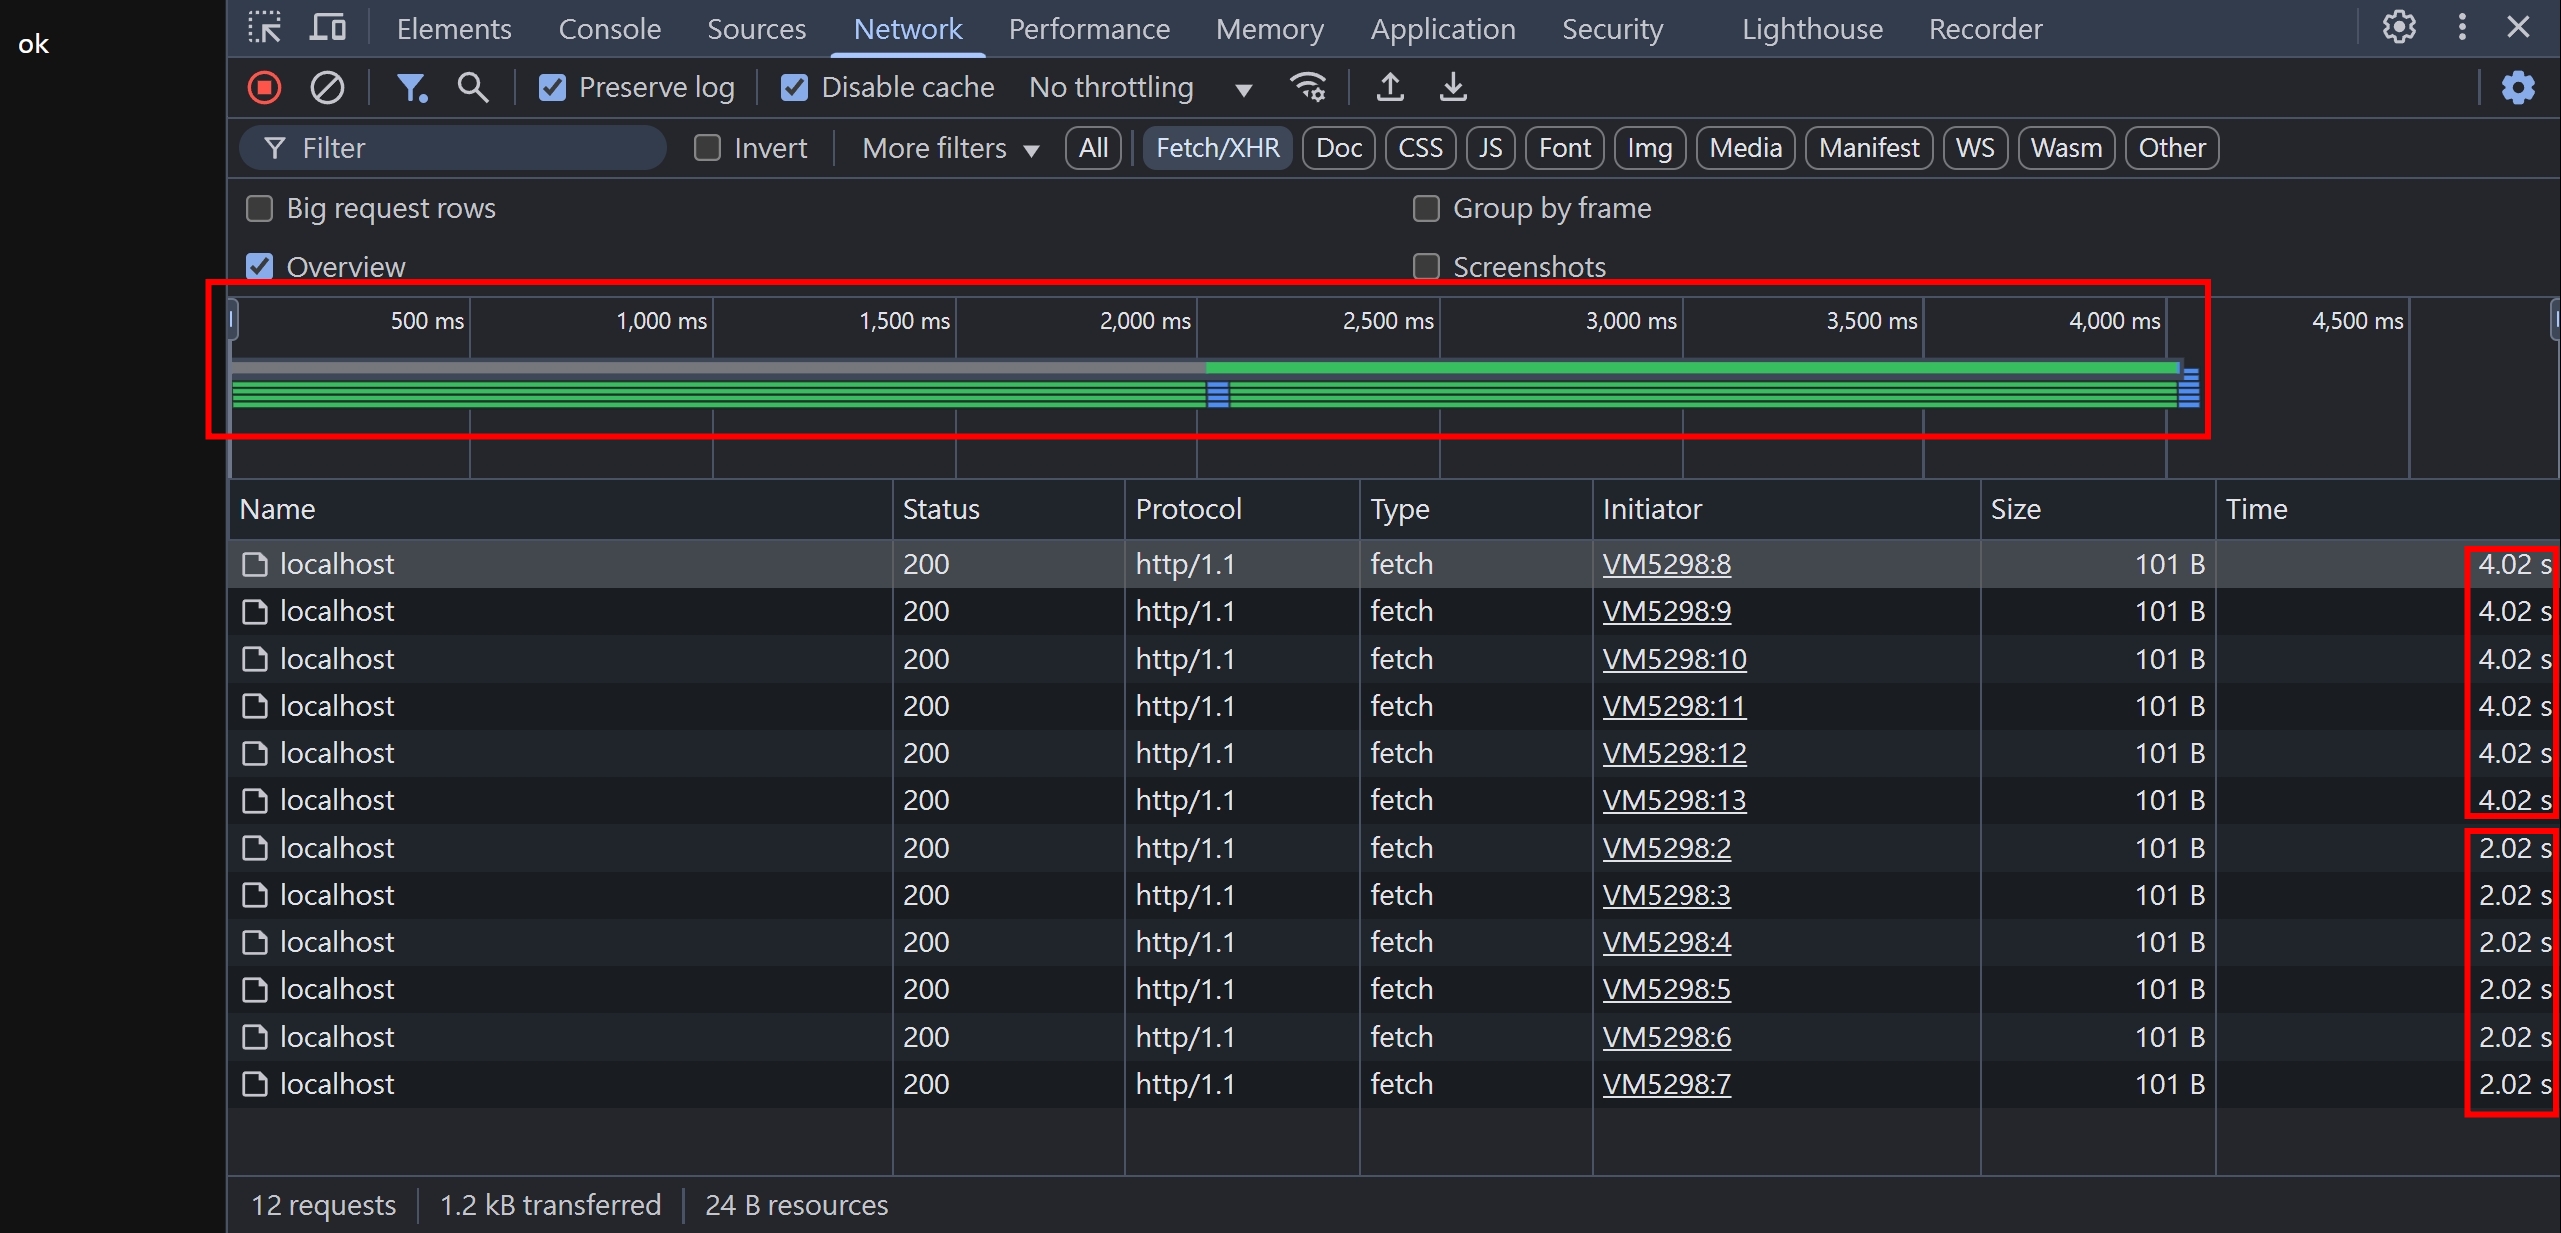 ok
Elements Console Sources Network Performance Memory Application Security Lighthouse Recorder
Preserve log Disable cache No throttling
Filter Invert More filters All Fetch/XHR Doc CSS JS Font Img Media Manifest WS Wasm Other
Big request rows Group by frame
Overview Screenshots
500 ms 1,000 ms 1,500 ms 2,000 ms 2,500 ms 3,000 ms 3,500 ms 4,000 ms 4,500 ms
Name Status Protocol Type Initiator Size Time
localhost 200 http/1.1 fetch VM5298:8 101 B 4.02 s
localhost 200 http/1.1 fetch VM5298:9 101 B 4.02 s
localhost 200 http/1.1 fetch VM5298:10 101 B 4.02 s
localhost 200 http/1.1 fetch VM5298:11 101 B 4.02 s
localhost 200 http/1.1 fetch VM5298:12 101 B 4.02 s
localhost 200 http/1.1 fetch VM5298:13 101 B 4.02 s
localhost 200 http/1.1 fetch VM5298:2 101 B 2.02 s
localhost 200 http/1.1 fetch VM5298:3 101 B 2.02 s
localhost 200 http/1.1 fetch VM5298:4 101 B 2.02 s
localhost 200 http/1.1 fetch VM5298:5 101 B 2.02 s
localhost 200 http/1.1 fetch VM5298:6 101 B 2.02 s
localhost 200 http/1.1 fetch VM5298:7 101 B 2.02 s
12 requests 1.2 kB transferred 24 B resources